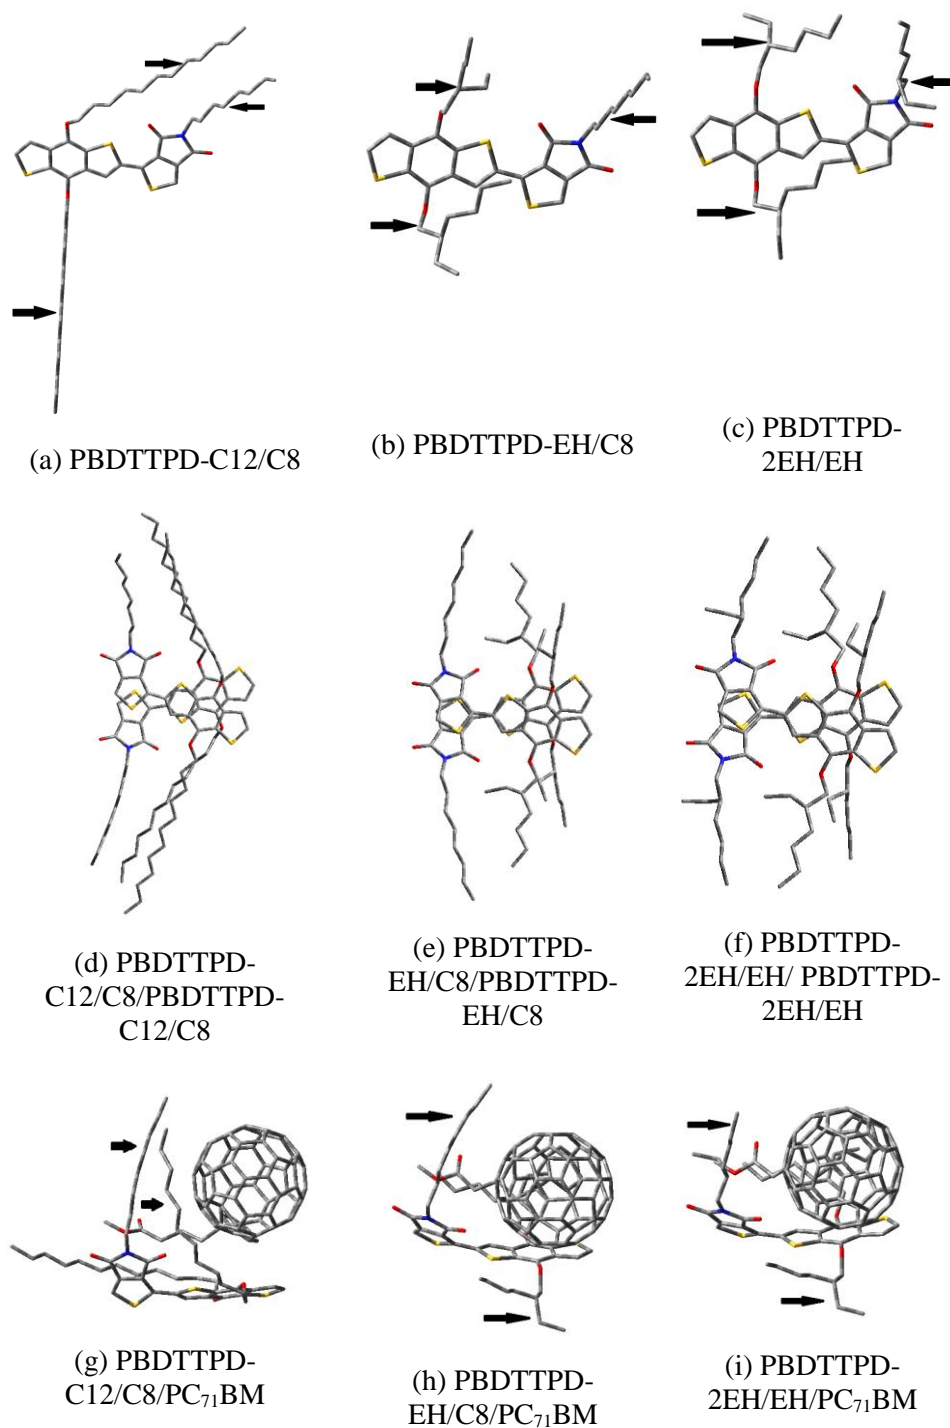 (a) PBDTTPD-C12/C8
(b) PBDTTPD-EH/C8
(c) PBDTTPD-
2EH/EH
(d) PBDTTPD-
C12/C8/PBDTTPD-
C12/C8
(e) PBDTTPD-
EH/C8/PBDTTPD-
EH/C8
(f) PBDTTPD-
2EH/EH/ PBDTTPD-
2EH/EH
(g) PBDTTPD-
C12/C8/PC₇₁BM
(h) PBDTTPD-
EH/C8/PC₇₁BM
(i) PBDTTPD-
2EH/EH/PC₇₁BM